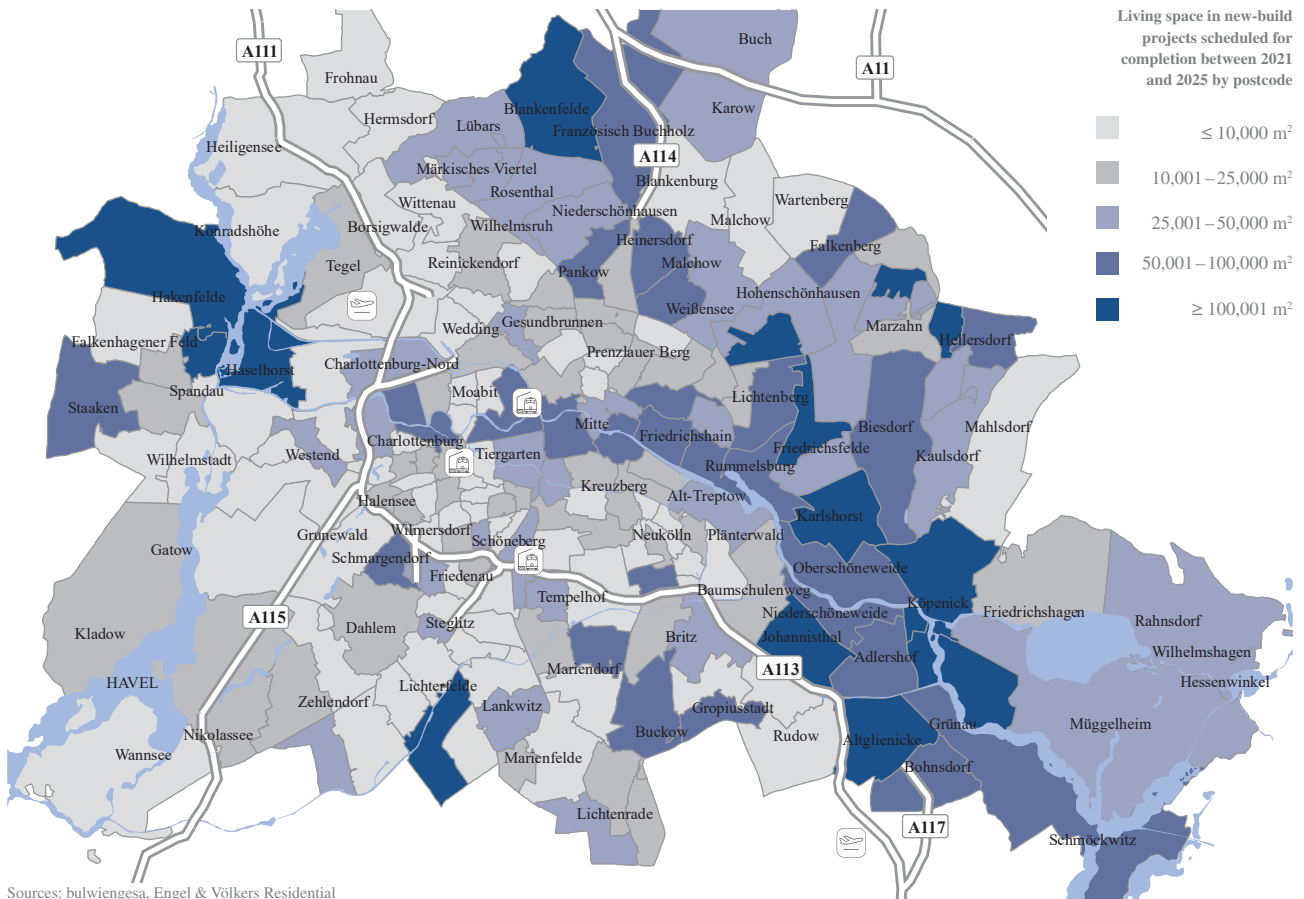 Living space in new-build
projects scheduled for
completion between 2021
and 2025 by postcode
≤ 10,000 m²
10,001–25,000 m²
25,001–50,000 m²
50,001–100,000 m²
≥ 100,001 m²
A111
Buch
A11
Frohnau
Karow
Blankenfelde
Hermsdorf
Lübars
Französisch Buchholz
Heiligensee
A114
Märkisches Viertel
Blankenburg
Rosenthal
Wittenau
Wartenberg
Niederschönhausen
Malchow
Konradshöhe
Borsigwalde
Wilhelmsruh
Heinersdorf
Falkenberg
Tegel
Reinickendorf
Pankow
Malchow
Hakenfelde
Hohenschönhausen
Weißensee
Gesundbrunnen
Wedding
Marzahn
Falkenhagener Feld
Hellersdorf
Prenzlauer Berg
Charlottenburg-Nord
Haselhorst
Spandau
Moabit
Lichtenberg
Staaken
Mitte
Biesdorf
Mahlsdorf
Charlottenburg
Friedrichshain
Friedrichsfelde
Westend
Tiergarten
Kaulsdorf
Wilhelmstadt
Rummelsburg
Kreuzberg
Alt-Treptow
Halensee
Karlshorst
Grunewald
Wilmersdorf
Neukölln
Plänterwald
Schöneberg
Gatow
Schmargendorf
Oberschöneweide
Friedenau
Baumschulenweg
Tempelhof
Köpenick
A115
Niederschöneweide
Friedrichshagen
Rahnsdorf
Kladow
Dahlem
Steglitz
Britz
Johannisthal
Wilhelmshagen
Adlershof
A113
Mariendorf
HAVEL
Lichterfelde
Hessenwinkel
Zehlendorf
Lankwitz
Gropiusstadt
Grünau
Müggelheim
Nikolassee
Buckow
Rudow
Altglienicke
Wannsee
Marienfelde
Bohnsdorf
Lichtenrade
A117
Schmöckwitz
Sources: bulwiengesa, Engel & Völkers Residential